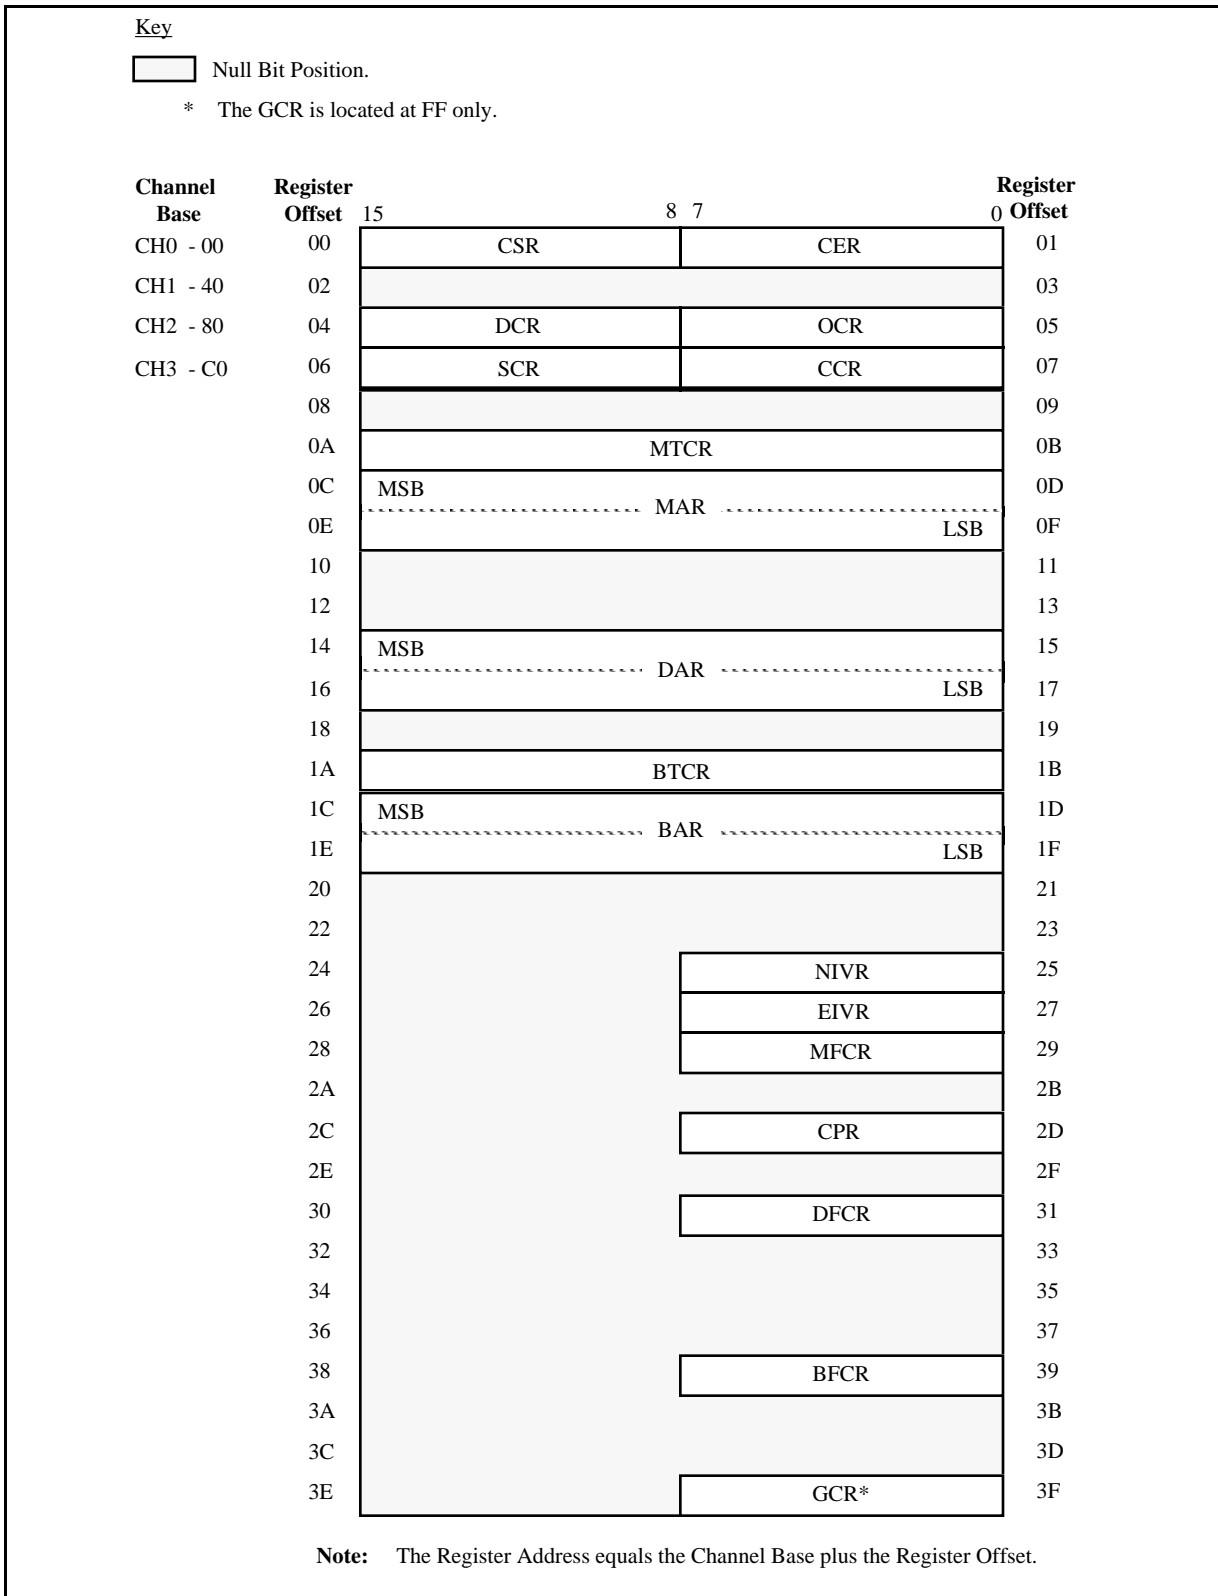 Key
Null Bit Position.
* The GCR is located at FF only.
Channel Base Register Offset 15 8 7 0 Register Offset
CH0 - 00 00 CSR CER 01
CH1 - 40 02 03
CH2 - 80 04 DCR OCR 05
CH3 - C0 06 SCR CCR 07
08 09
0A MTCR 0B
0C MSB 0D
MAR
0E LSB 0F
10 11
12 13
14 MSB 15
DAR
16 LSB 17
18 19
1A BTCR 1B
1C MSB 1D
BAR
1E LSB 1F
20 21
22 23
24 NIVR 25
26 EIVR 27
28 MFCR 29
2A 2B
2C CPR 2D
2E 2F
30 DFCR 31
32 33
34 35
36 37
38 BFCR 39
3A 3B
3C 3D
3E GCR* 3F
Note: The Register Address equals the Channel Base plus the Register Offset.